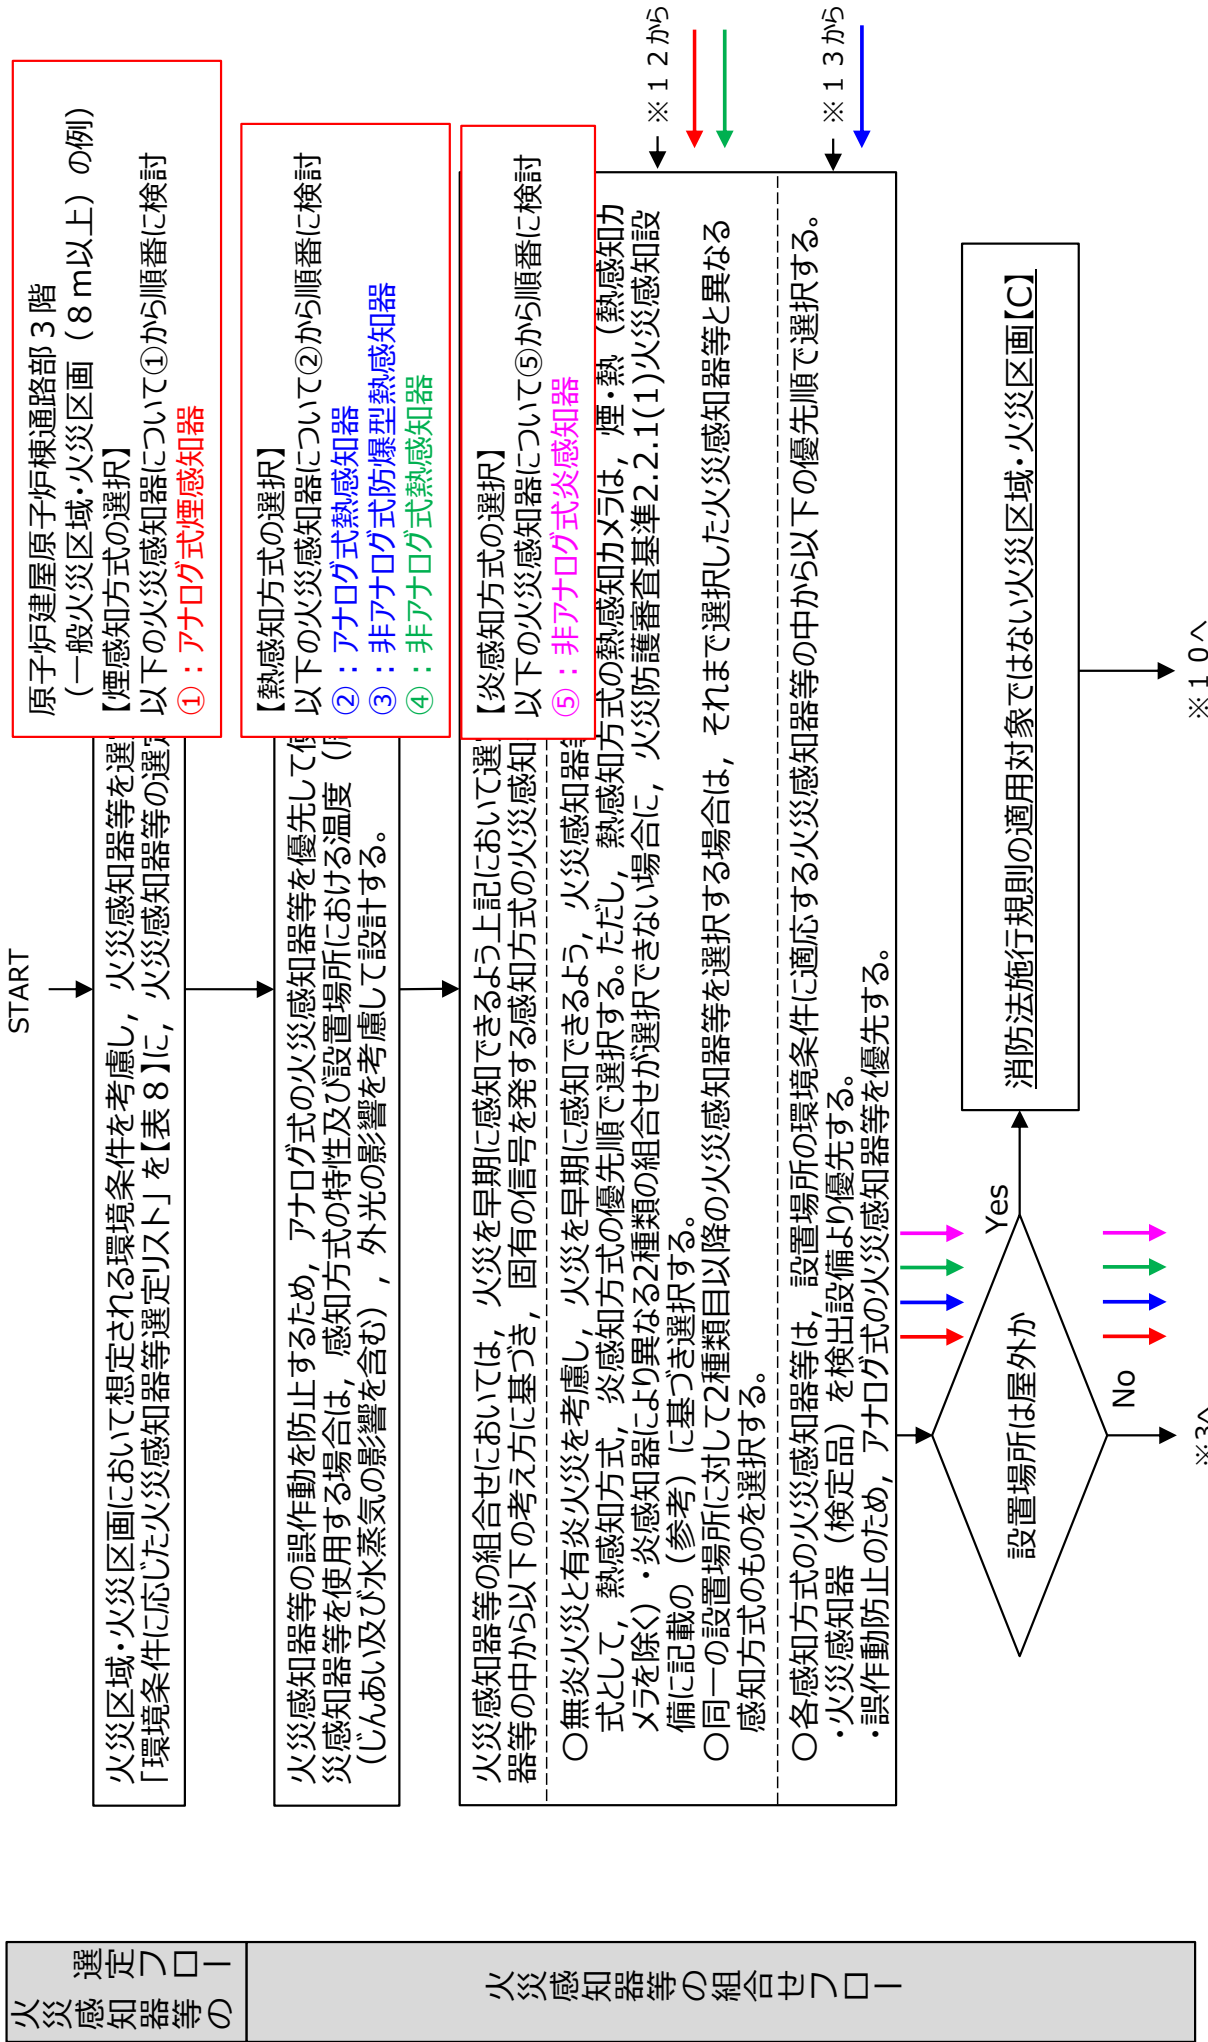 火災感知器等の
選定フロー
火災感知器等の組合せフロー
START
火災区域・火災区画において想定される環境条件を考慮し，火災感知器等を選
「環境条件に応じた火災感知器等選定リスト」を【表８】に，火災感知器等の選定
原子炉建屋原子炉棟通路部３階
（一般火災区域・火災区画（８ｍ以上）の例）
【煙感知方式の選択】
以下の火災感知器について①から順番に検討
①：アナログ式煙感知器
火災感知器等の誤作動を防止するため，アナログ式の火災感知器等を優先して使
災感知器等を使用する場合は，感知方式の特性及び設置場所における温度（
（じんあい及び水蒸気の影響を含む），外光の影響を考慮して設計する。
【熱感知方式の選択】
以下の火災感知器について②から順番に検討
②：アナログ式熱感知器
③：非アナログ式防爆型熱感知器
④：非アナログ式熱感知器
火災感知器等の組合せにおいては，火災を早期に感知できるよう上記において選
器等の中から以下の考え方に基づき，固有の信号を発する感知方式の火災感知
【炎感知方式の選択】
以下の火災感知器について⑤から順番に検討
⑤：非アナログ式炎感知器
○無炎火災と有炎火災を考慮し，火災を早期に感知できるよう，火災感知器等
式として，熱感知方式，炎感知方式の優先順で選択する。ただし，熱感知方式の熱感知カメラは，煙・熱（熱感知カ
メラを除く）・炎感知器により異なる2種類の組合せが選択できない場合に，火災防護審査基準2.2.1(1)火災感知設
備に記載の（参考）に基づき選択する。
○同一の設置場所に対して2種類目以降の火災感知器等を選択する場合は，それまで選択した火災感知器等と異なる
感知方式のものを選択する。
○各感知方式の火災感知器等は，設置場所の環境条件に適応する火災感知器等の中から以下の優先順で選択する。
・火災感知器（検定品）を検出設備より優先する。
・誤作動防止のため，アナログ式の火災感知器等を優先する。
※１２から
※１３から
設置場所は屋外か
Yes
No
消防法施行規則の適用対象ではない火災区域・火災区画【C】
※3へ
※１０へ